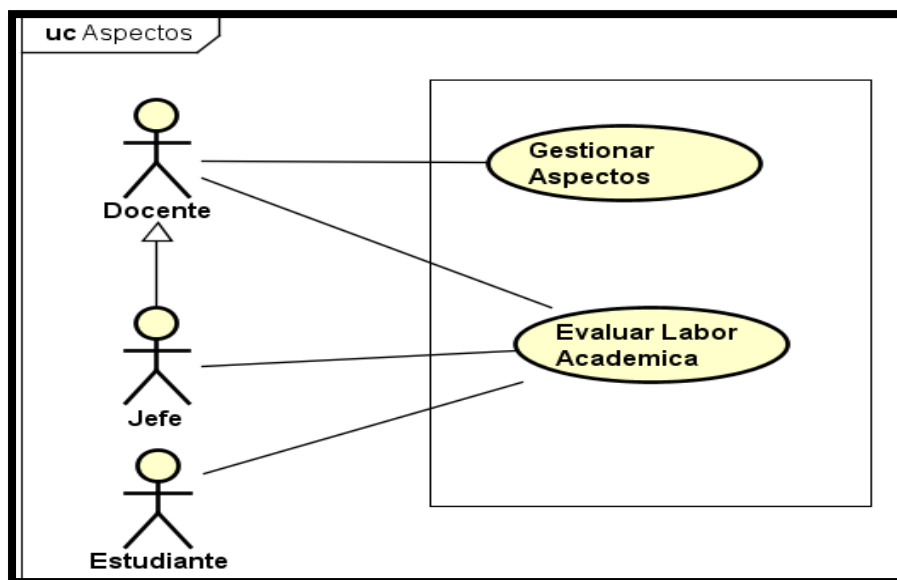 uc Aspectos
Docente
Gestionar
Aspectos
Jefe
Evaluar Labor
Academica
Estudiante